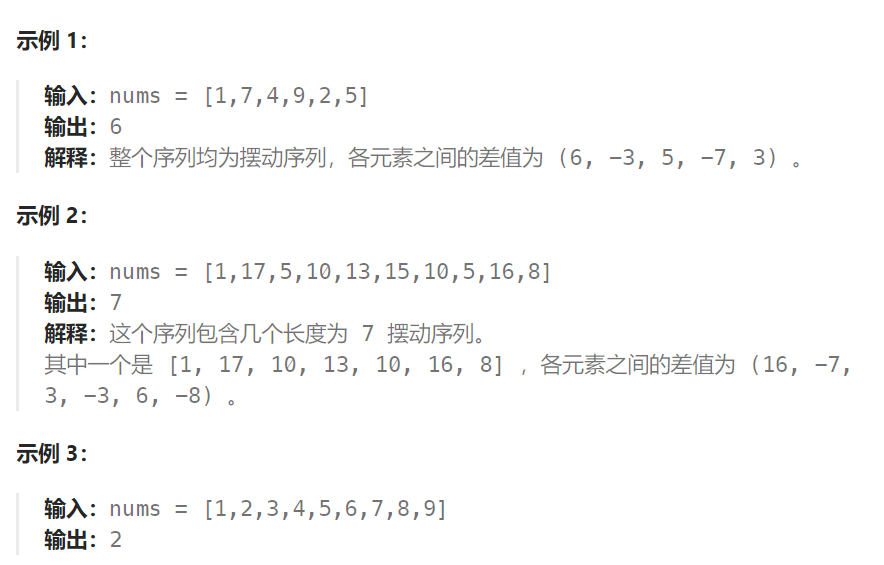 示例 1：
输入：nums = [1,7,4,9,2,5]
输出：6
解释：整个序列均为摆动序列，各元素之间的差值为 (6, -3, 5, -7, 3) 。
示例 2：
输入：nums = [1,17,5,10,13,15,10,5,16,8]
输出：7
解释：这个序列包含几个长度为 7 摆动序列。
其中一个是 [1, 17, 10, 13, 10, 16, 8] ，各元素之间的差值为 (16, -7,
3, -3, 6, -8) 。
示例 3：
输入：nums = [1,2,3,4,5,6,7,8,9]
输出：2